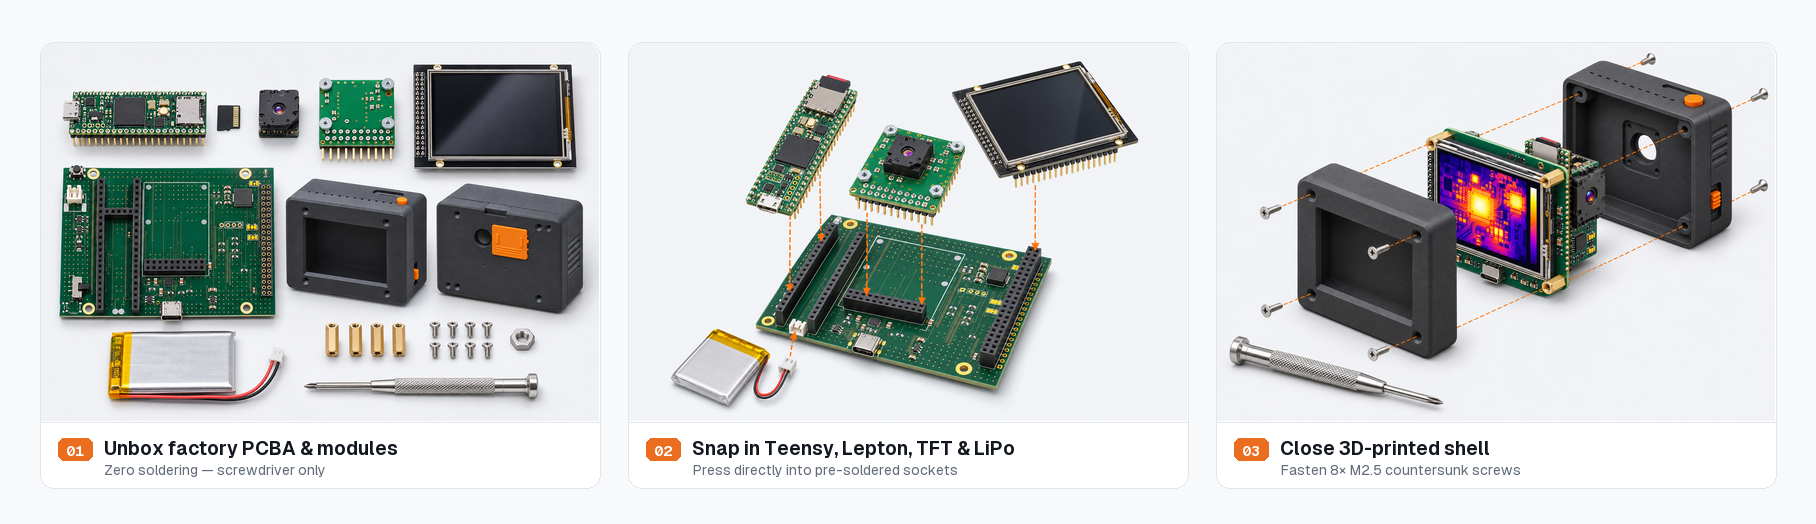 01 Unbox factory PCBA & modules
Zero soldering — screwdriver only
02 Snap in Teensy, Lepton, TFT & LiPo
Press directly into pre-soldered sockets
03 Close 3D-printed shell
Fasten 8× M2.5 countersunk screws